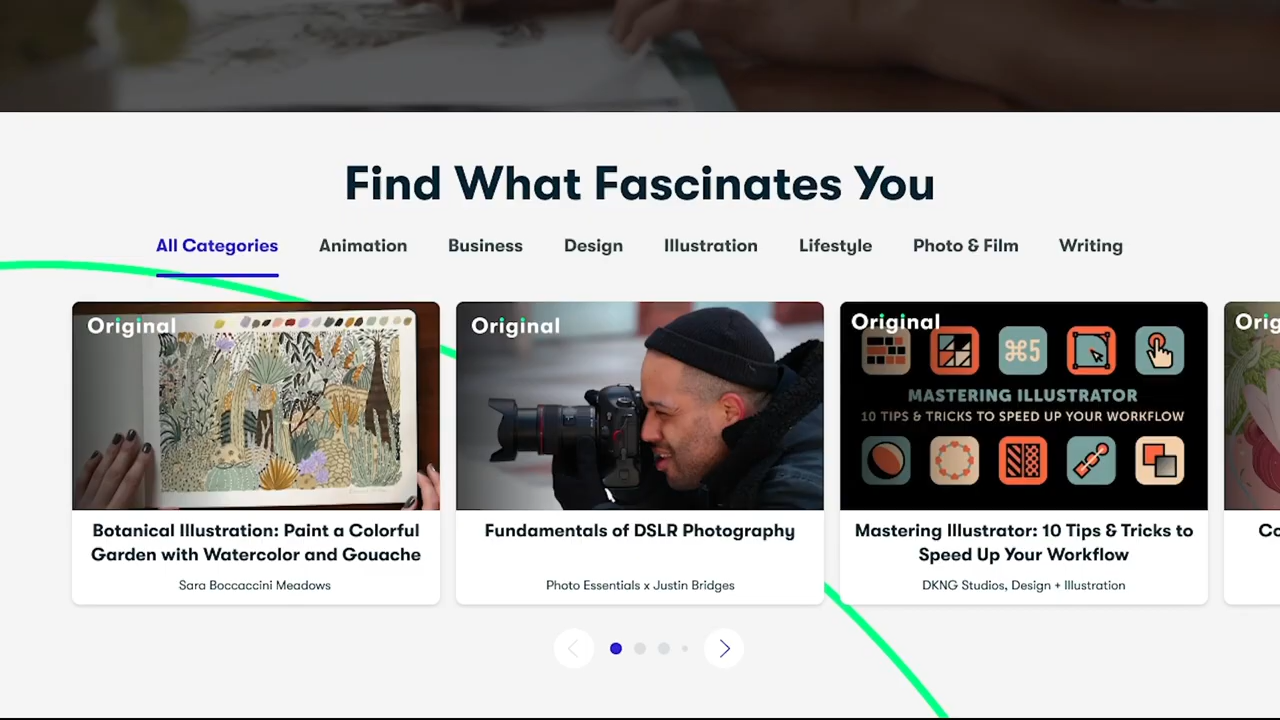 Find What Fascinates You
All Categories Animation Business Design Illustration Lifestyle Photo & Film Writing
Original
Botanical Illustration: Paint a Colorful
Garden with Watercolor and Gouache
Sara Boccaccini Meadows
Original
Fundamentals of DSLR Photography
Photo Essentials x Justin Bridges
Original
⌘5
MASTERING ILLUSTRATOR
10 TIPS & TRICKS TO SPEED UP YOUR WORKFLOW
Mastering Illustrator: 10 Tips & Tricks to
Speed Up Your Workflow
DKNG Studios, Design + Illustration